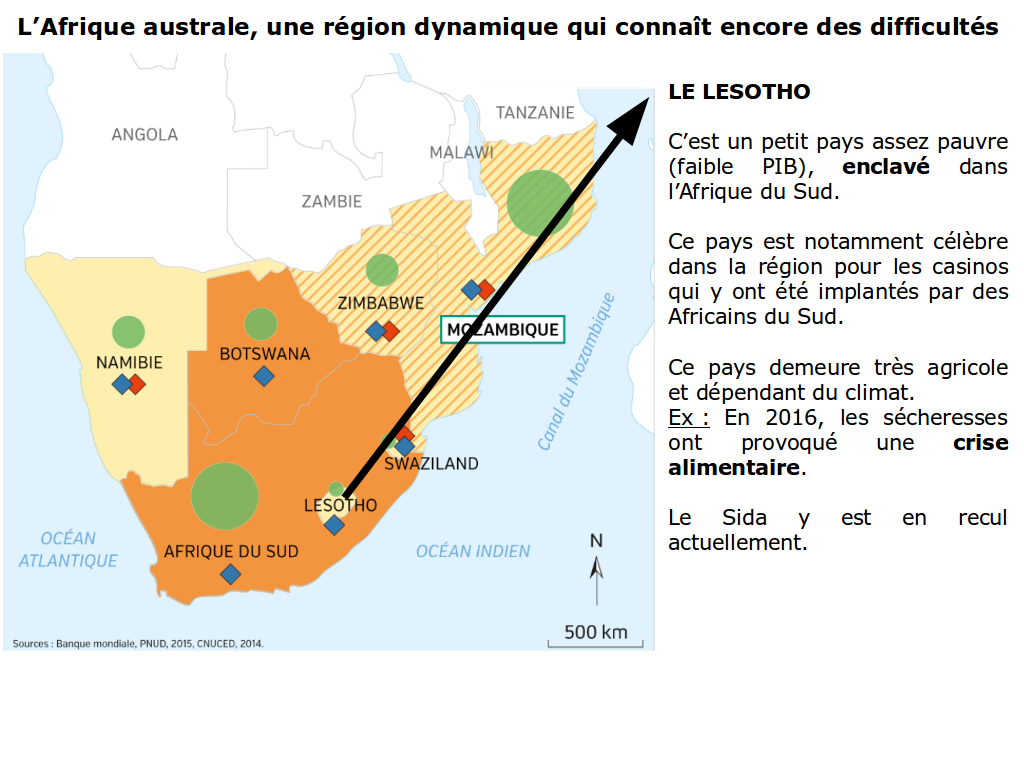 L’Afrique australe, une région dynamique qui connaît encore des difficultés
LE LESOTHO
C’est un petit pays assez pauvre
(faible PIB), enclavé dans
l’Afrique du Sud.
Ce pays est notamment célèbre
dans la région pour les casinos
qui y ont été implantés par des
Africains du Sud.
Ce pays demeure très agricole
et dépendant du climat.
Ex : En 2016, les sécheresses
ont provoqué une crise
alimentaire.
Le Sida y est en recul
actuellement.
TANZANIE
ANGOLA
MALAWI
ZAMBIE
ZIMBABWE
MOZAMBIQUE
BOTSWANA
NAMIBIE
Canal du Mozambique
SWAZILAND
LESOTHO
AFRIQUE DU SUD
OCÉAN
ATLANTIQUE
OCÉAN INDIEN
N
500 km
Sources : Banque mondiale, PNUD, 2015, CNUCED, 2014.